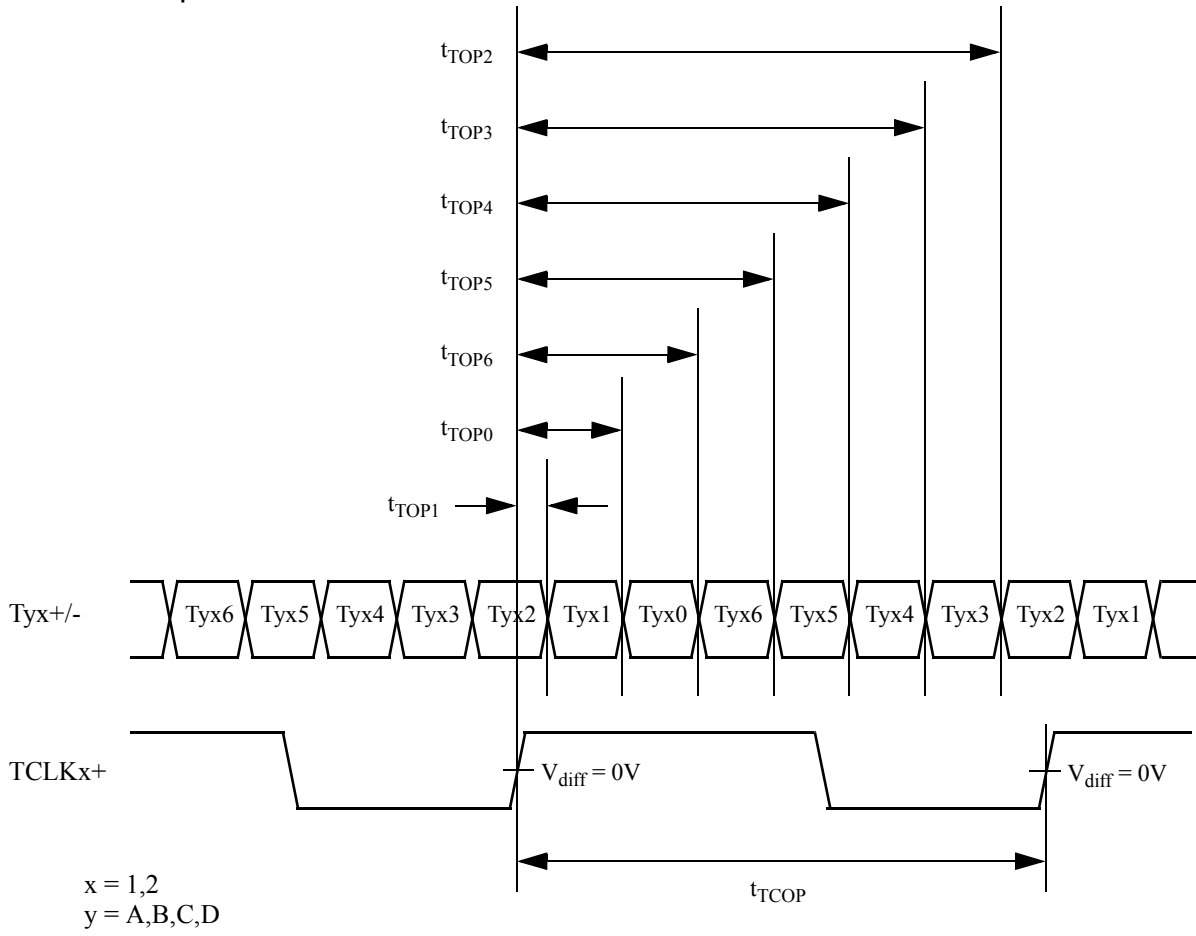 tTOP2
tTOP3
tTOP4
tTOP5
tTOP6
tTOP0
tTOP1
Tyx+/- Tyx6 Tyx5 Tyx4 Tyx3 Tyx2 Tyx1 Tyx0 Tyx6 Tyx5 Tyx4 Tyx3 Tyx2 Tyx1
TCLKx+ Vdiff = 0V Vdiff = 0V
tTCOP
x = 1,2
y = A,B,C,D